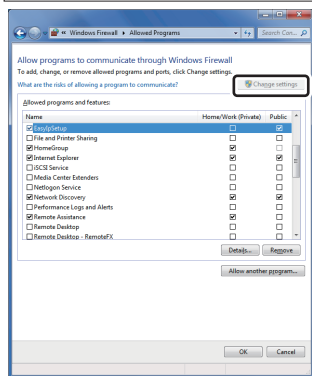 « Windows Firewall ▸ Allowed Programs
Search Con...
Allow programs to communicate through Windows Firewall
To add, change, or remove allowed programs and ports, click Change settings.
What are the risks of allowing a program to communicate?
Change settings
Allowed programs and features:
Name Home/Work (Private) Public
EasyIpSetup
File and Printer Sharing
HomeGroup
Internet Explorer
iSCSI Service
Media Center Extenders
Netlogon Service
Network Discovery
Performance Logs and Alerts
Remote Assistance
Remote Desktop
Remote Desktop - RemoteFX
Details... Remove
Allow another program...
OK Cancel